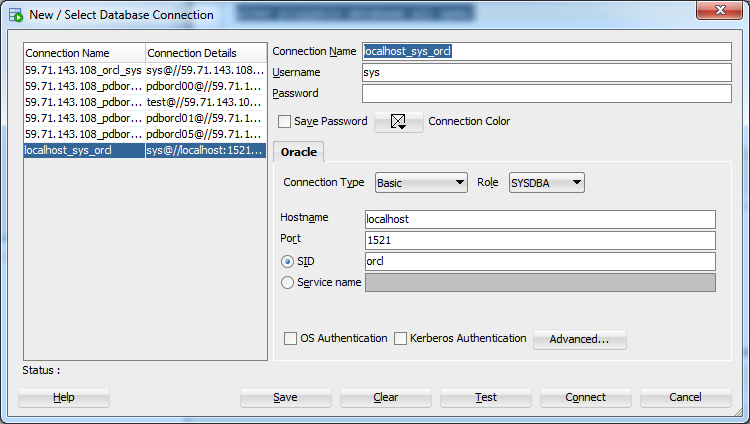 New / Select Database Connection
Connection Name Connection Details
59.71.143.108_orcl_sys sys@//59.71.143.108...
59.71.143.108_pdbor... pdborcl00@//59.71.1...
59.71.143.108_pdbor... test@//59.71.143.10...
59.71.143.108_pdbor... pdborcl01@//59.71.1...
59.71.143.108_pdbor... pdborcl05@//59.71.1...
localhost_sys_orcl sys@//localhost:1521...
Connection Name localhost_sys_orcl
Username sys
Password
Save Password Connection Color
Oracle
Connection Type Basic Role SYSDBA
Hostname localhost
Port 1521
SID orcl
Service name
OS Authentication Kerberos Authentication Advanced...
Status :
Help Save Clear Test Connect Cancel